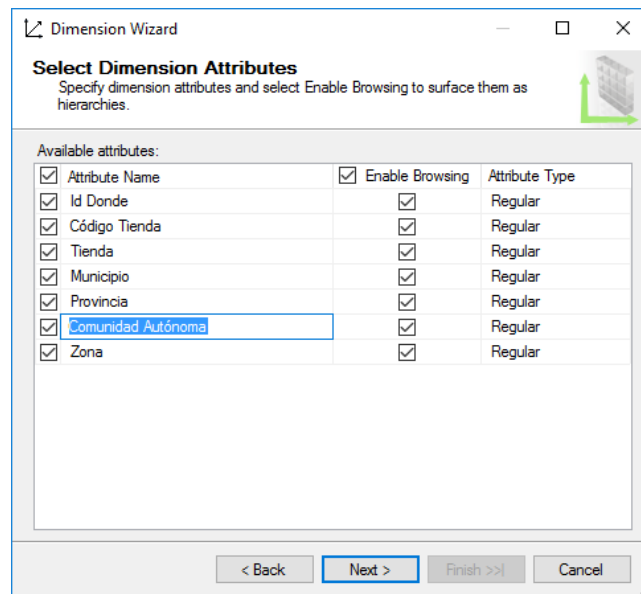 Dimension Wizard
Select Dimension Attributes
Specify dimension attributes and select Enable Browsing to surface them as
hierarchies.
Available attributes:
Attribute Name Enable Browsing Attribute Type
Id Donde Regular
Código Tienda Regular
Tienda Regular
Municipio Regular
Provincia Regular
Comunidad Autónoma Regular
Zona Regular
< Back Next > Finish >>| Cancel